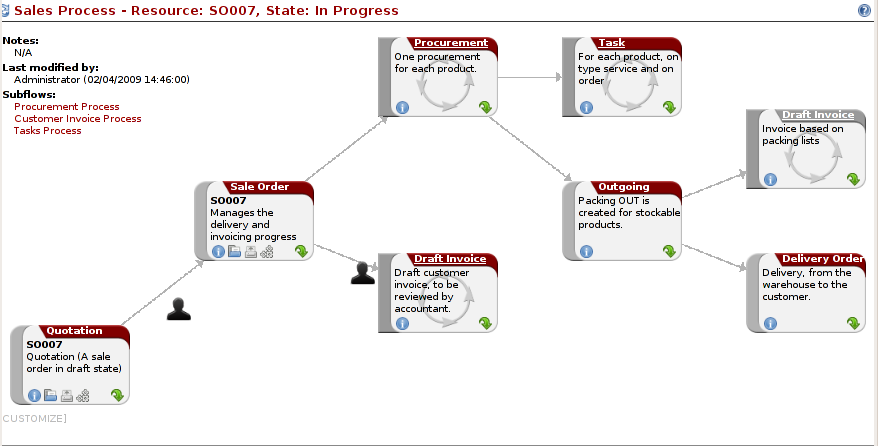 Sales Process - Resource: SO007, State: In Progress
Notes:
N/A
Last modified by:
Administrator (02/04/2009 14:46:00)
Subflows:
Procurement Process
Customer Invoice Process
Tasks Process
Procurement
One procurement
for each product.
Task
For each product, on
type service and on
order
Draft Invoice
Invoice based on
packing lists
Sale Order
SO007
Manages the
delivery and
invoicing progress
Outgoing
Packing OUT is
created for stockable
products.
Draft Invoice
Draft customer
invoice, to be
reviewed by
accountant.
Delivery Order
Delivery, from the
warehouse to the
customer.
Quotation
SO007
Quotation (A sale
order in draft state)
CUSTOMIZE]